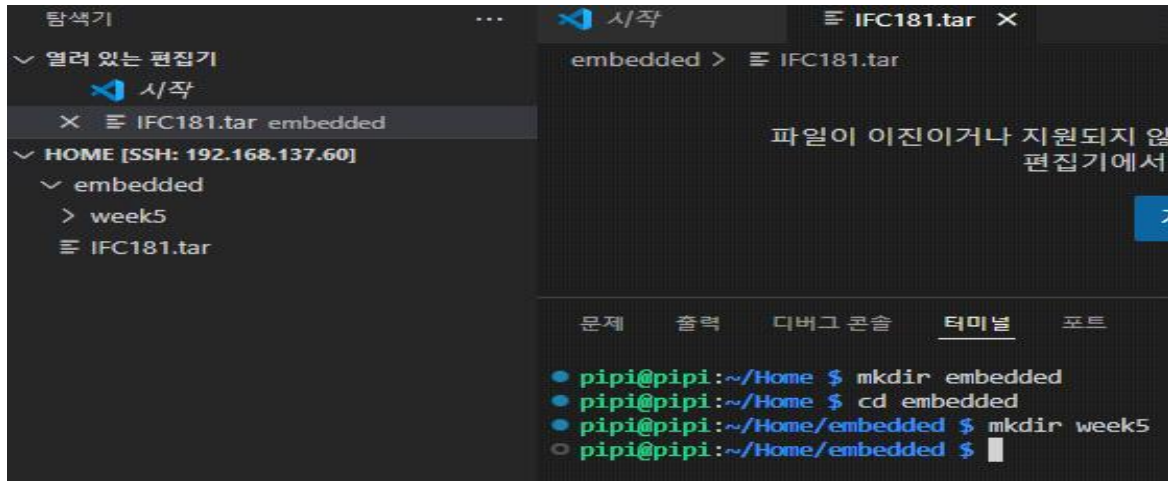 탐색기
열려 있는 편집기
시작
IFC181.tar embedded
HOME [SSH: 192.168.137.60]
embedded
week5
IFC181.tar
시작
IFC181.tar
embedded > IFC181.tar
파일이 이진이거나 지원되지
편집기에서
문제 출력 디버그 콘솔 터미널 포트
pipi@pipi:~/Home $ mkdir embedded
pipi@pipi:~/Home $ cd embedded
pipi@pipi:~/Home/embedded $ mkdir week5
pipi@pipi:~/Home/embedded $